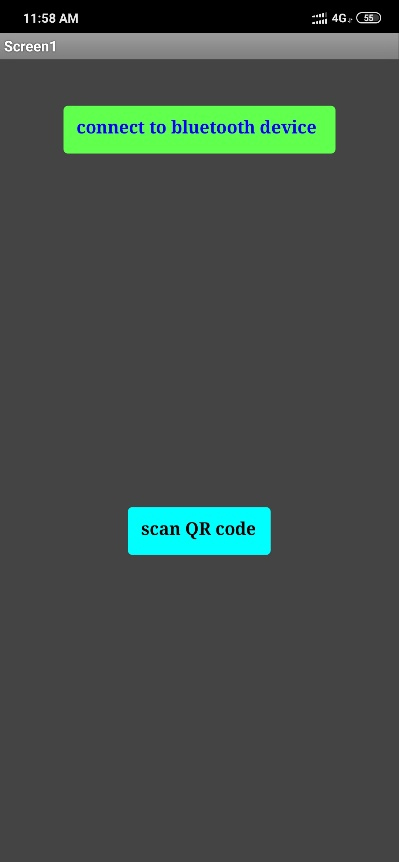 11:58 AM 4G 55
Screen1
connect to bluetooth device
scan QR code